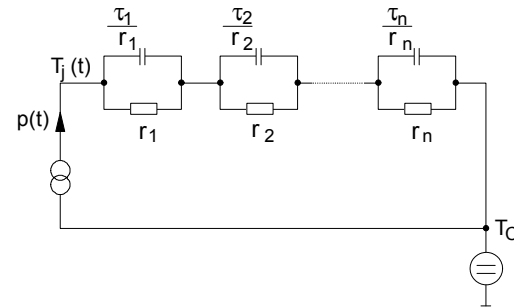 τ1/r1 τ2/r2 τn/rn
Tj(t)
p(t)
r1 r2 rn
TC